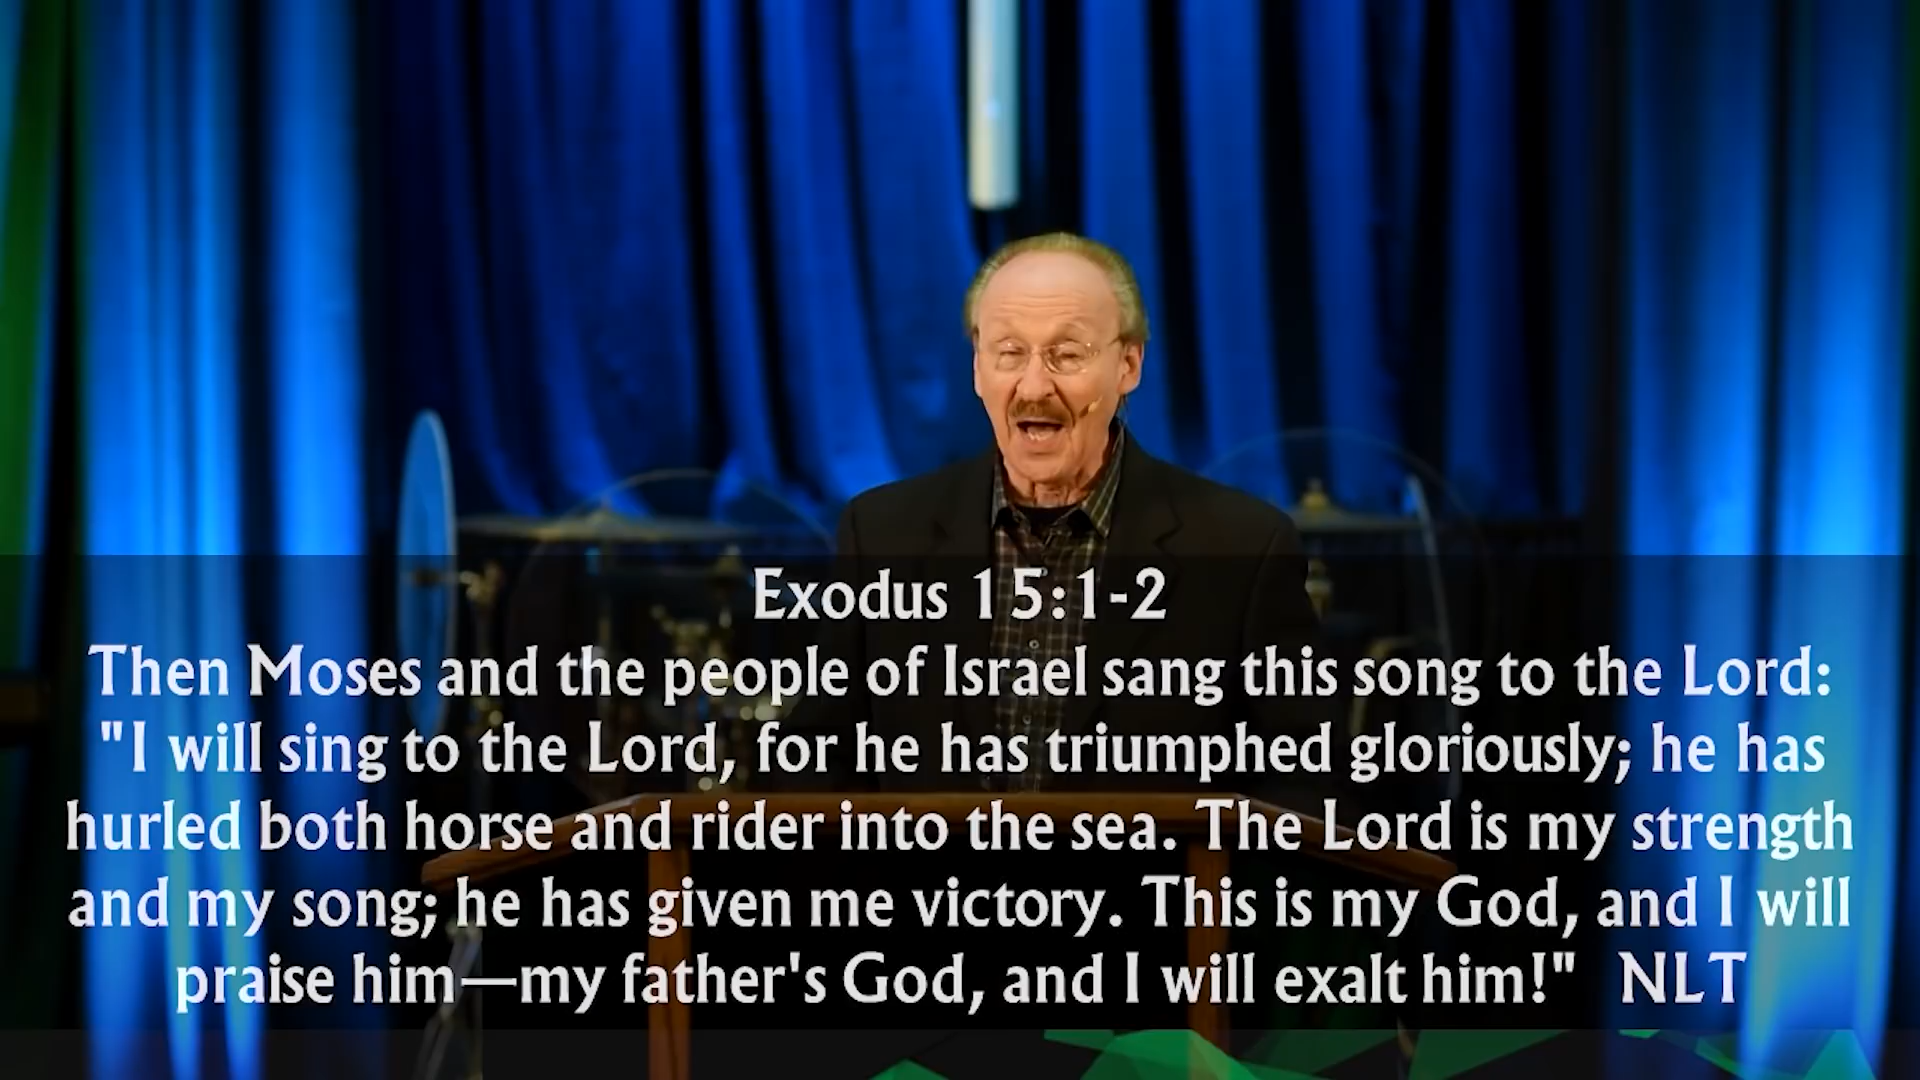 Exodus 15:1-2
Then Moses and the people of Israel sang this song to the Lord:
"I will sing to the Lord, for he has triumphed gloriously; he has
hurled both horse and rider into the sea. The Lord is my strength
and my song; he has given me victory. This is my God, and I will
praise him—my father's God, and I will exalt him!" NLT